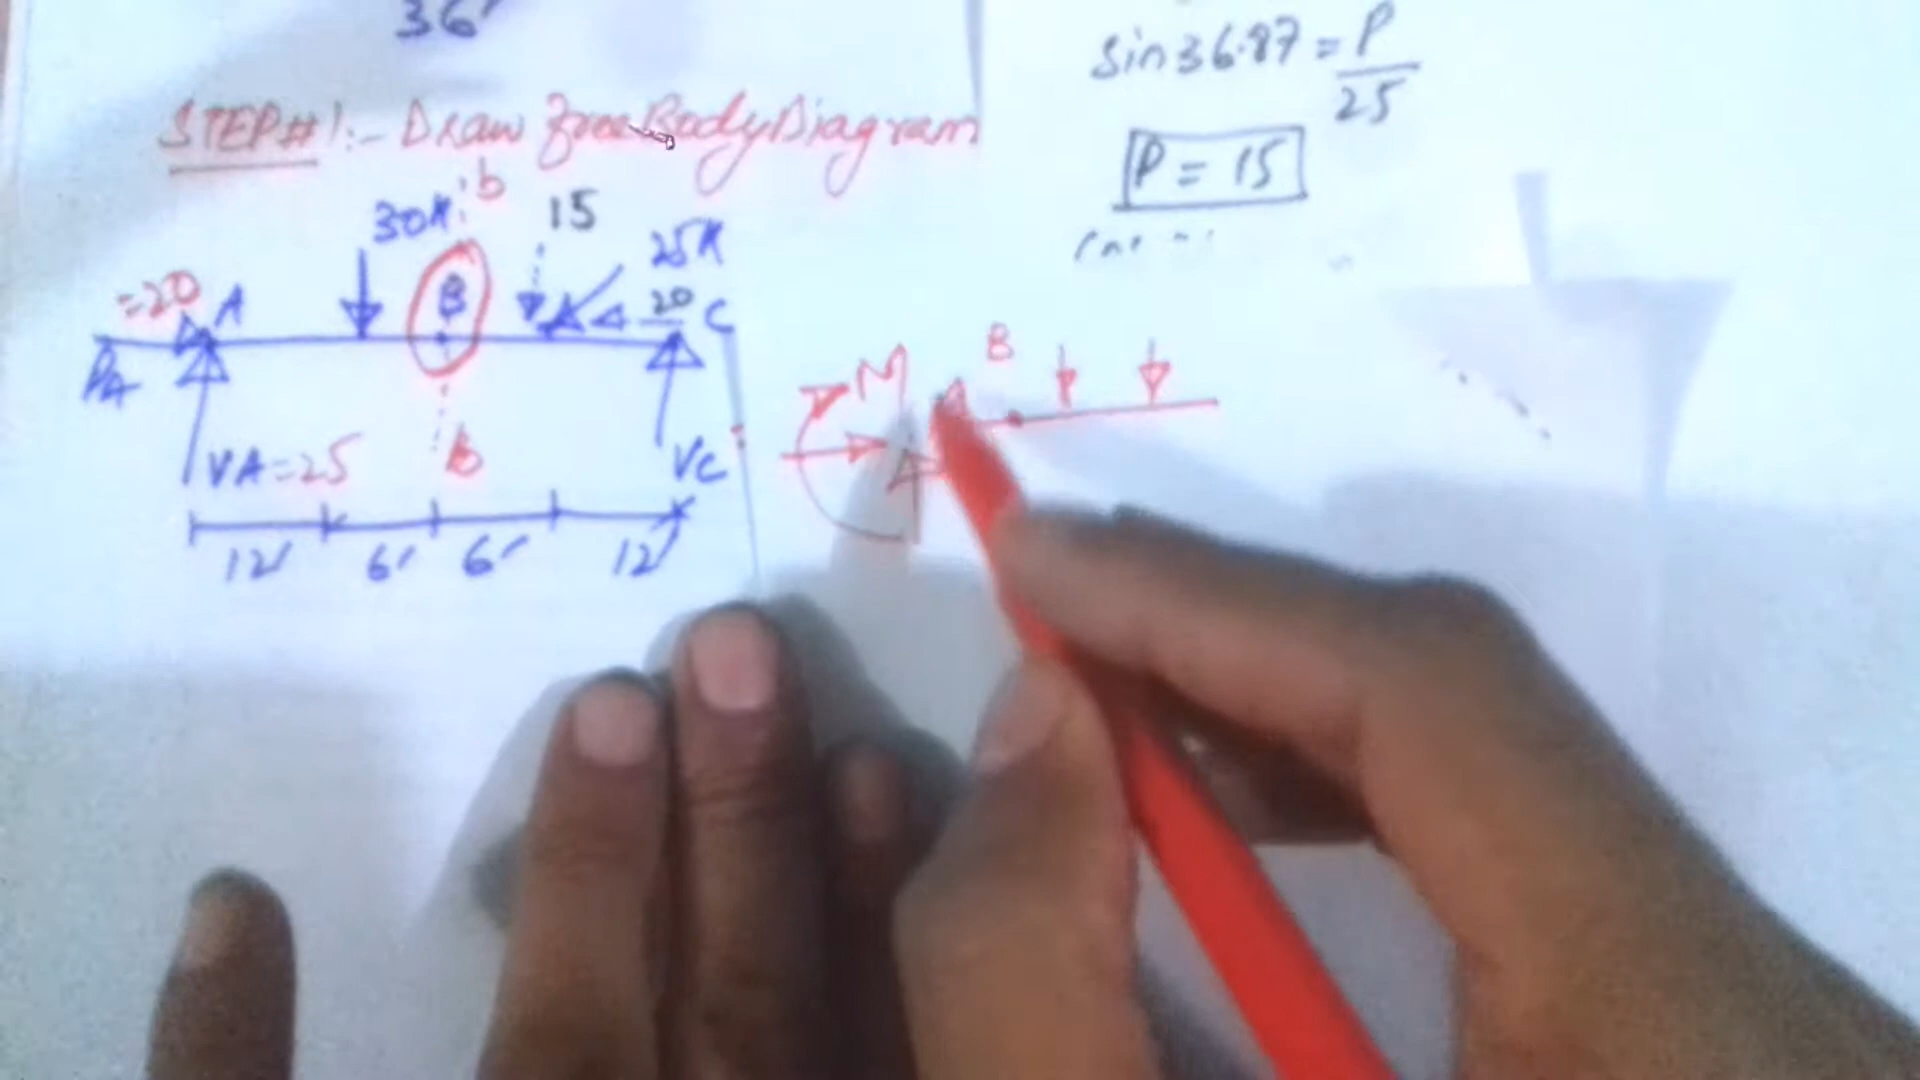 36'
sin 36.87 = P
25
P = 15
STEP#1:- Draw Free Body Diagram
b
30K
15
25K
=20
A
B
20
C
VA=25
b
VC
12'
6'
6'
12'
M
B